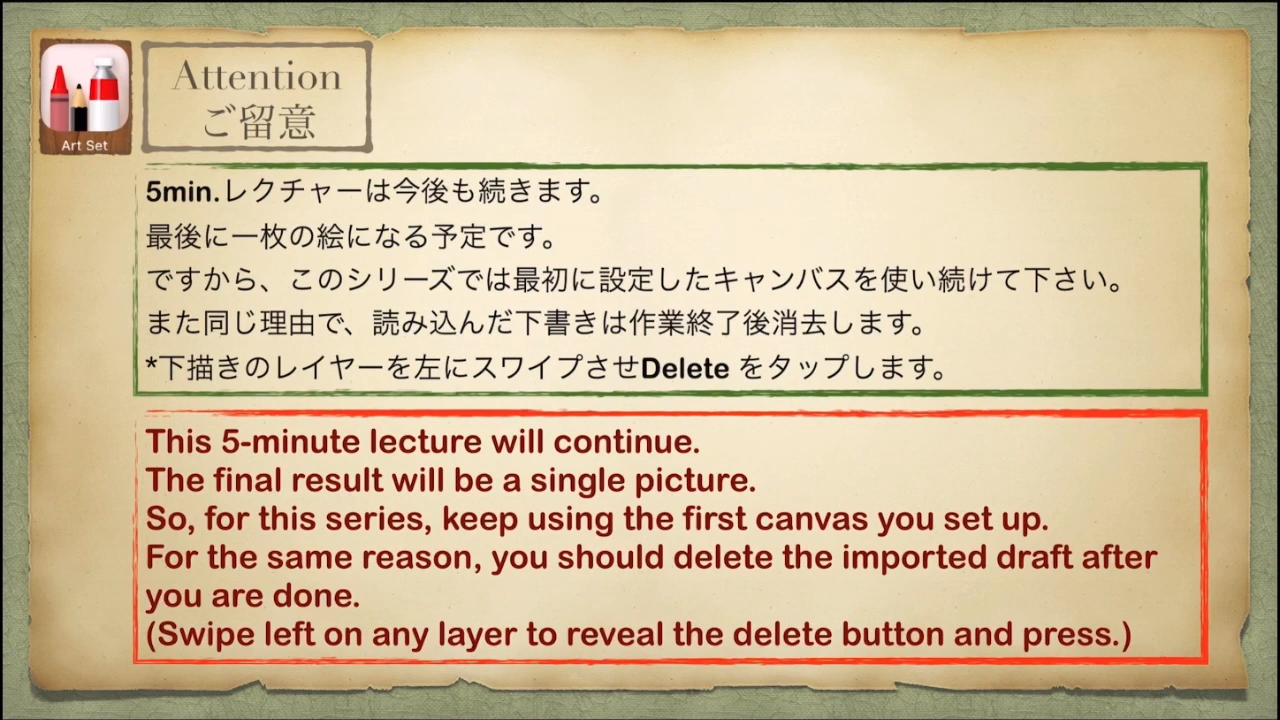 Art Set
Attention
ご留意
5min.レクチャーは今後も続きます。
最後に一枚の絵になる予定です。
ですから、このシリーズでは最初に設定したキャンバスを使い続けて下さい。
また同じ理由で、読み込んだ下書きは作業終了後消去します。
*下描きのレイヤーを左にスワイプさせDelete をタップします。
This 5-minute lecture will continue.
The final result will be a single picture.
So, for this series, keep using the first canvas you set up.
For the same reason, you should delete the imported draft after
you are done.
(Swipe left on any layer to reveal the delete button and press.)